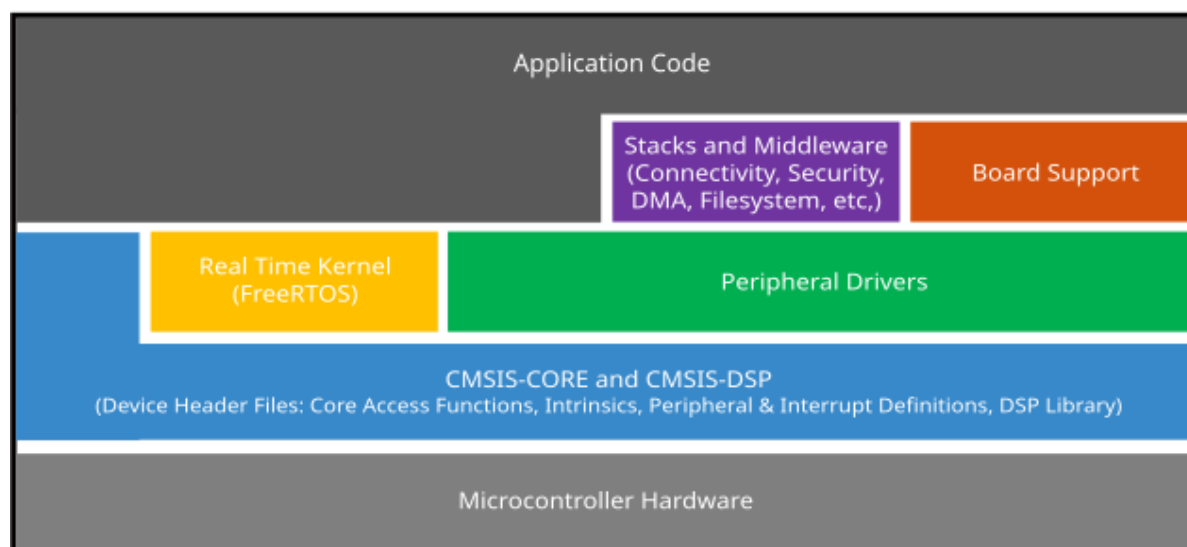 Application Code
Stacks and Middleware
(Connectivity, Security,
DMA, Filesystem, etc,)
Board Support
Real Time Kernel
(FreeRTOS)
Peripheral Drivers
CMSIS-CORE and CMSIS-DSP
(Device Header Files: Core Access Functions, Intrinsics, Peripheral & Interrupt Definitions, DSP Library)
Microcontroller Hardware